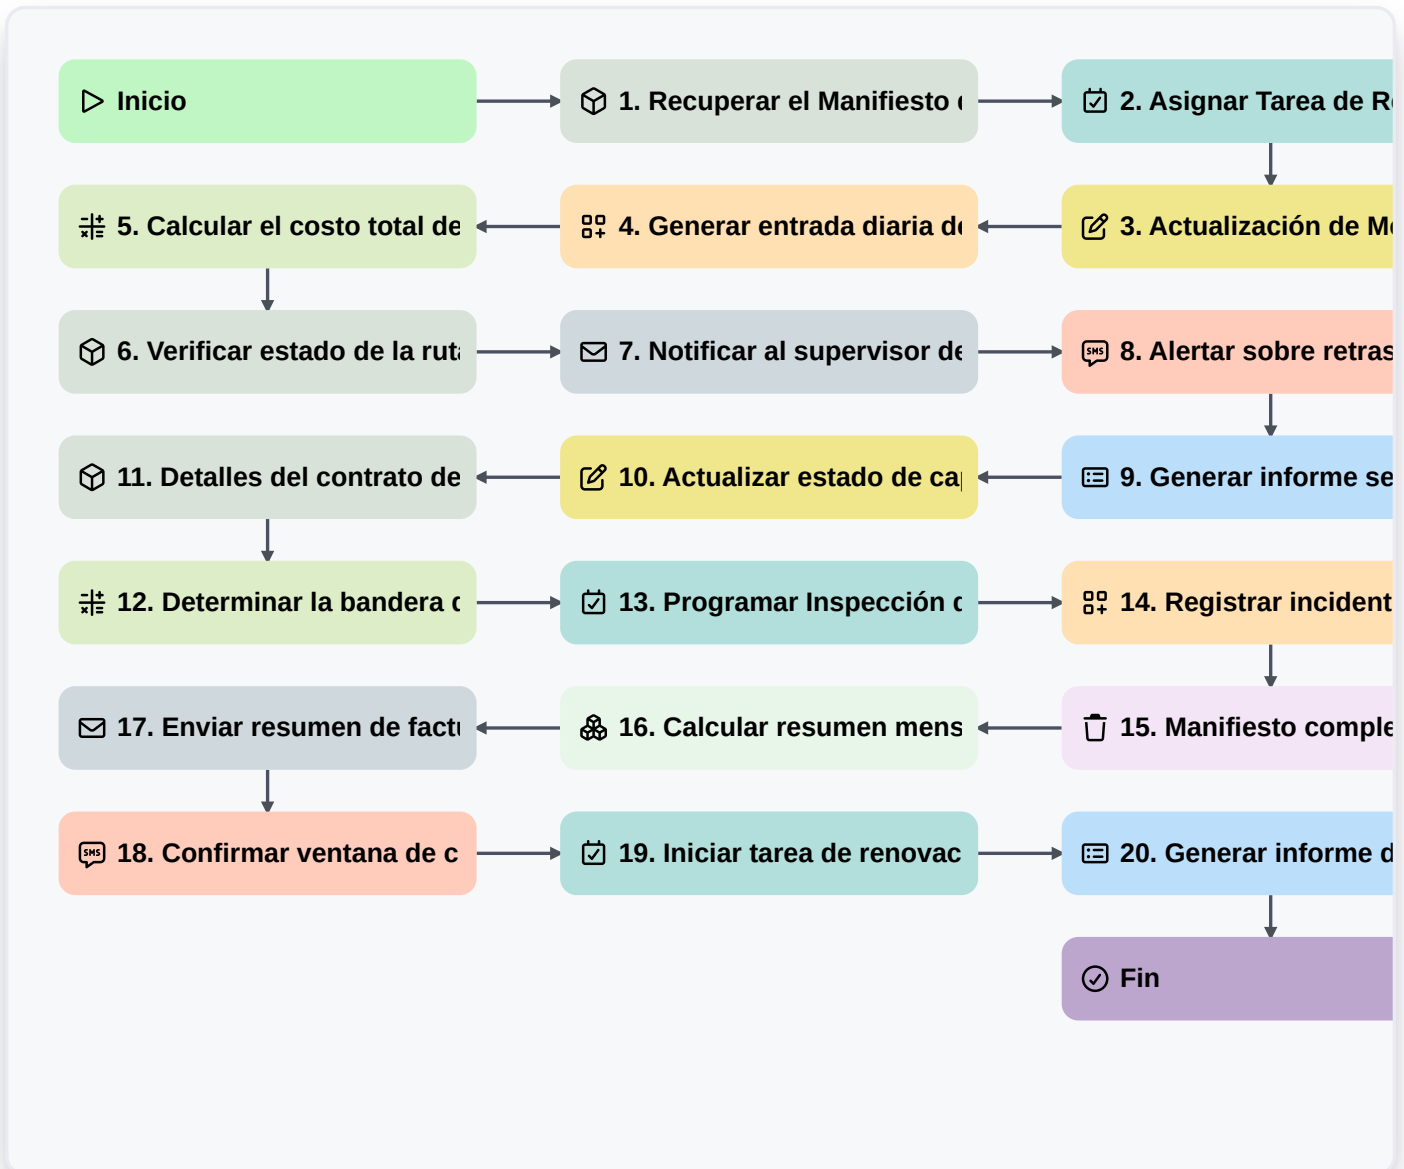 Inicio
1. Recuperar el Manifiesto
2. Asignar Tarea de
5. Calcular el costo total de
4. Generar entrada diaria
3. Actualización de
6. Verificar estado de la
7. Notificar al supervisor de
8. Alertar sobre
11. Detalles del contrato de
10. Actualizar estado de
9. Generar informe
12. Determinar la bandera
13. Programar Inspección
14. Registrar
17. Enviar resumen de
16. Calcular resumen
15. Manifiesto
18. Confirmar ventana de
19. Iniciar tarea de
20. Generar informe
Fin
SMS
SMS